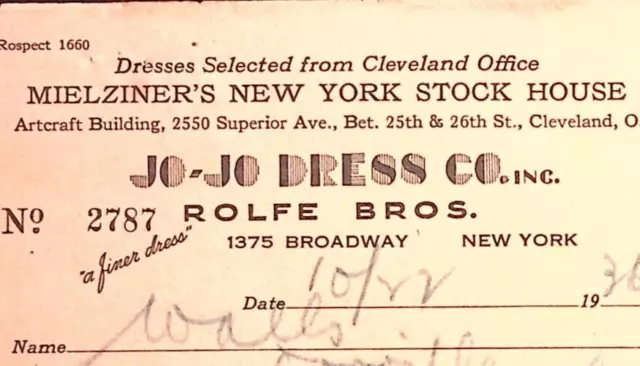 Rospect 1660
Dresses Selected from Cleveland Office
MIELZINER'S NEW YORK STOCK HOUSE
Artcraft Building, 2550 Superior Ave., Bet. 25th & 26th St., Cleveland, O.
JO-JO DRESS CO. INC.
No. 2787 ROLFE BROS.
"a finer dress" 1375 BROADWAY NEW YORK
Date 10/22 19 36
Name Walls